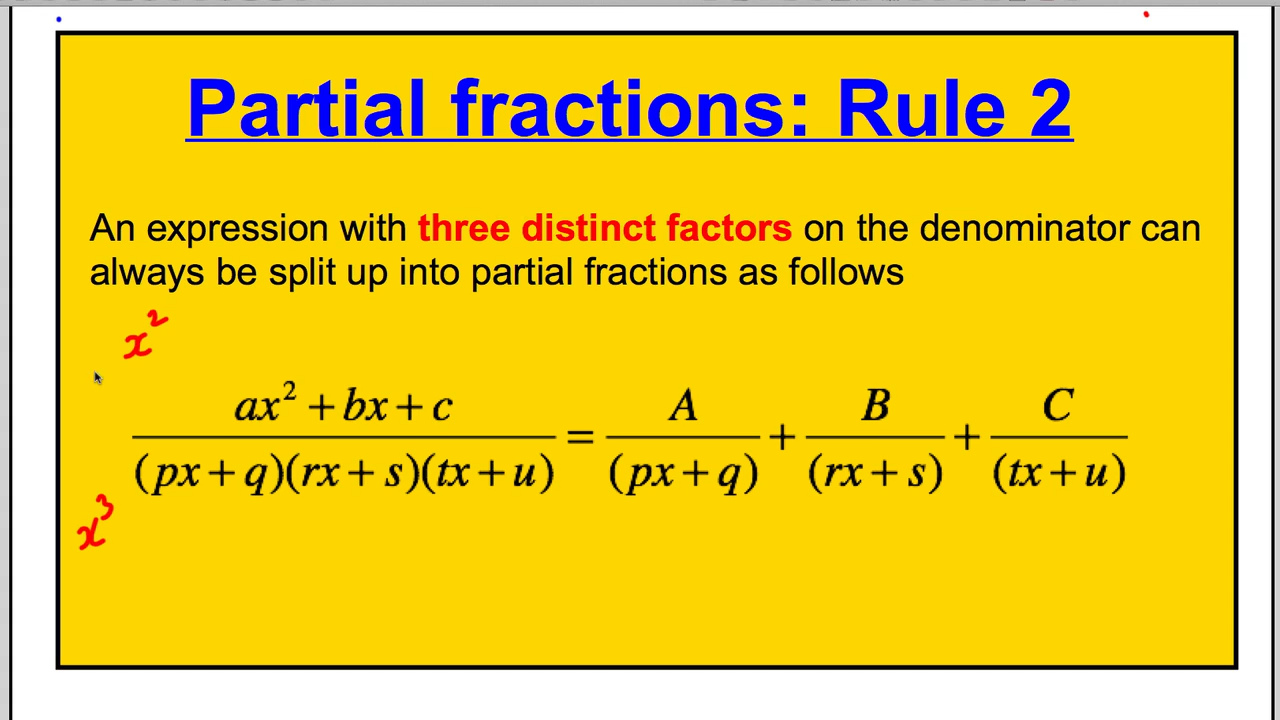 Partial fractions: Rule 2
An expression with three distinct factors on the denominator can
always be split up into partial fractions as follows
x²
ax² + bx + c / (px + q)(rx + s)(tx + u) = A / (px + q) + B / (rx + s) + C / (tx + u)
x³